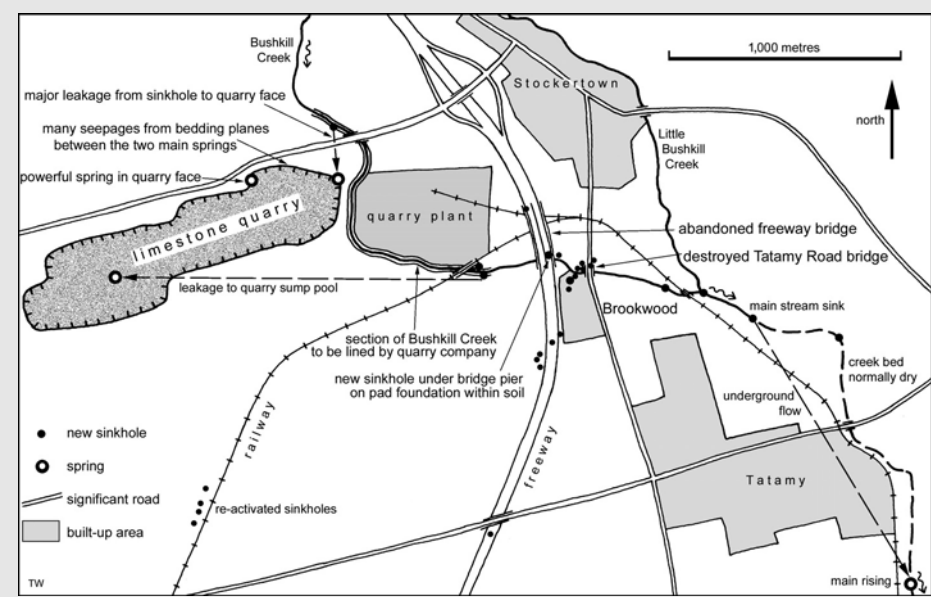 Bushkill
Creek
1,000 metres
Stockertown
major leakage from sinkhole to quarry face
north
many seepages from bedding planes
between the two main springs
Little
Bushkill
Creek
powerful spring in quarry face
limestone quarry
quarry plant
abandoned freeway bridge
destroyed Tatamy Road bridge
leakage to quarry sump pool
main stream sink
Brookwood
section of Bushkill Creek
to be lined by quarry company
creek bed
normally dry
new sinkhole under bridge pier
on pad foundation within soil
underground
flow
railway
freeway
new sinkhole
spring
Tatamy
significant road
re-activated sinkholes
built-up area
TW
main rising